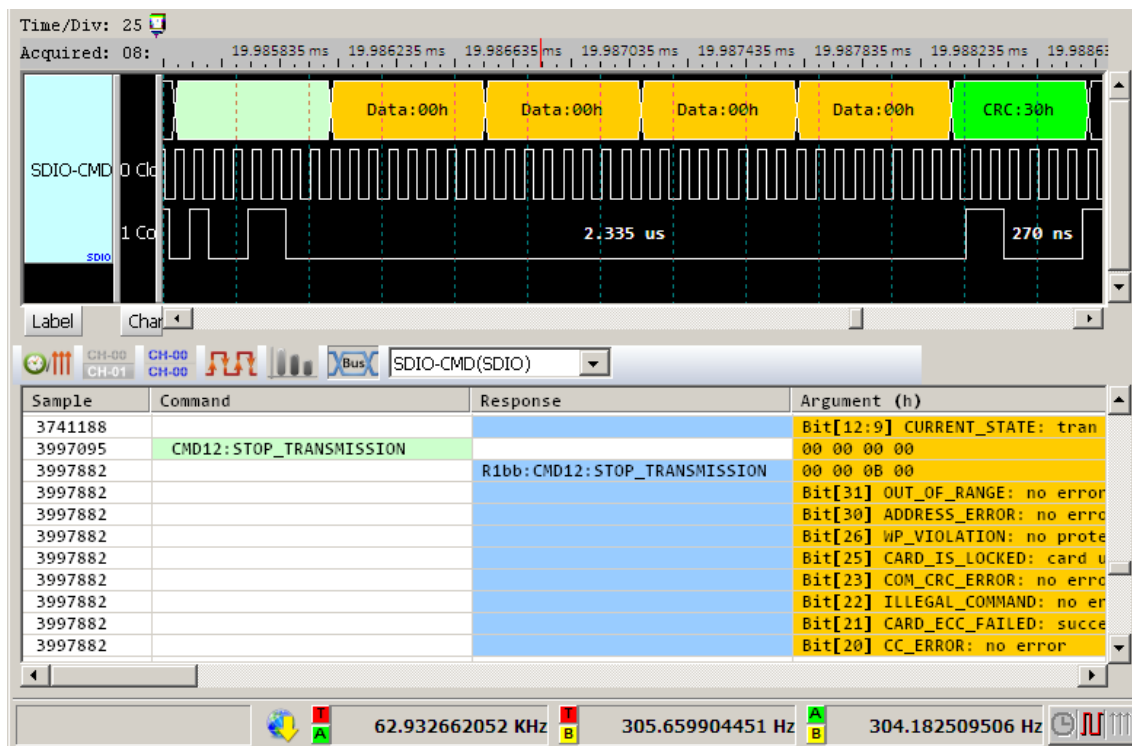 Time/Div: 25
Acquired: 08: 19.985835 ms 19.986235 ms 19.986635 ms 19.987035 ms 19.987435 ms 19.987835 ms 19.988235 ms 19.9886
Data:00h Data:00h Data:00h Data:00h CRC:30h
SDIO-CMD 0 Clo
1 Co 2.335 us 270 ns
SDIO
Label Char
CH-00 CH-00 Bus SDIO-CMD(SDIO)
CH-01 CH-00
Sample Command Response Argument (h)
3741188 Bit[12:9] CURRENT_STATE: tran
3997095 CMD12:STOP_TRANSMISSION 00 00 00 00
3997882 R1bb:CMD12:STOP_TRANSMISSION 00 00 0B 00
3997882 Bit[31] OUT_OF_RANGE: no error
3997882 Bit[30] ADDRESS_ERROR: no erro
3997882 Bit[26] WP_VIOLATION: no prote
3997882 Bit[25] CARD_IS_LOCKED: card u
3997882 Bit[23] COM_CRC_ERROR: no erro
3997882 Bit[22] ILLEGAL_COMMAND: no er
3997882 Bit[21] CARD_ECC_FAILED: succe
3997882 Bit[20] CC_ERROR: no error
T A 62.932662052 KHz T B 305.659904451 Hz A B 304.182509506 Hz